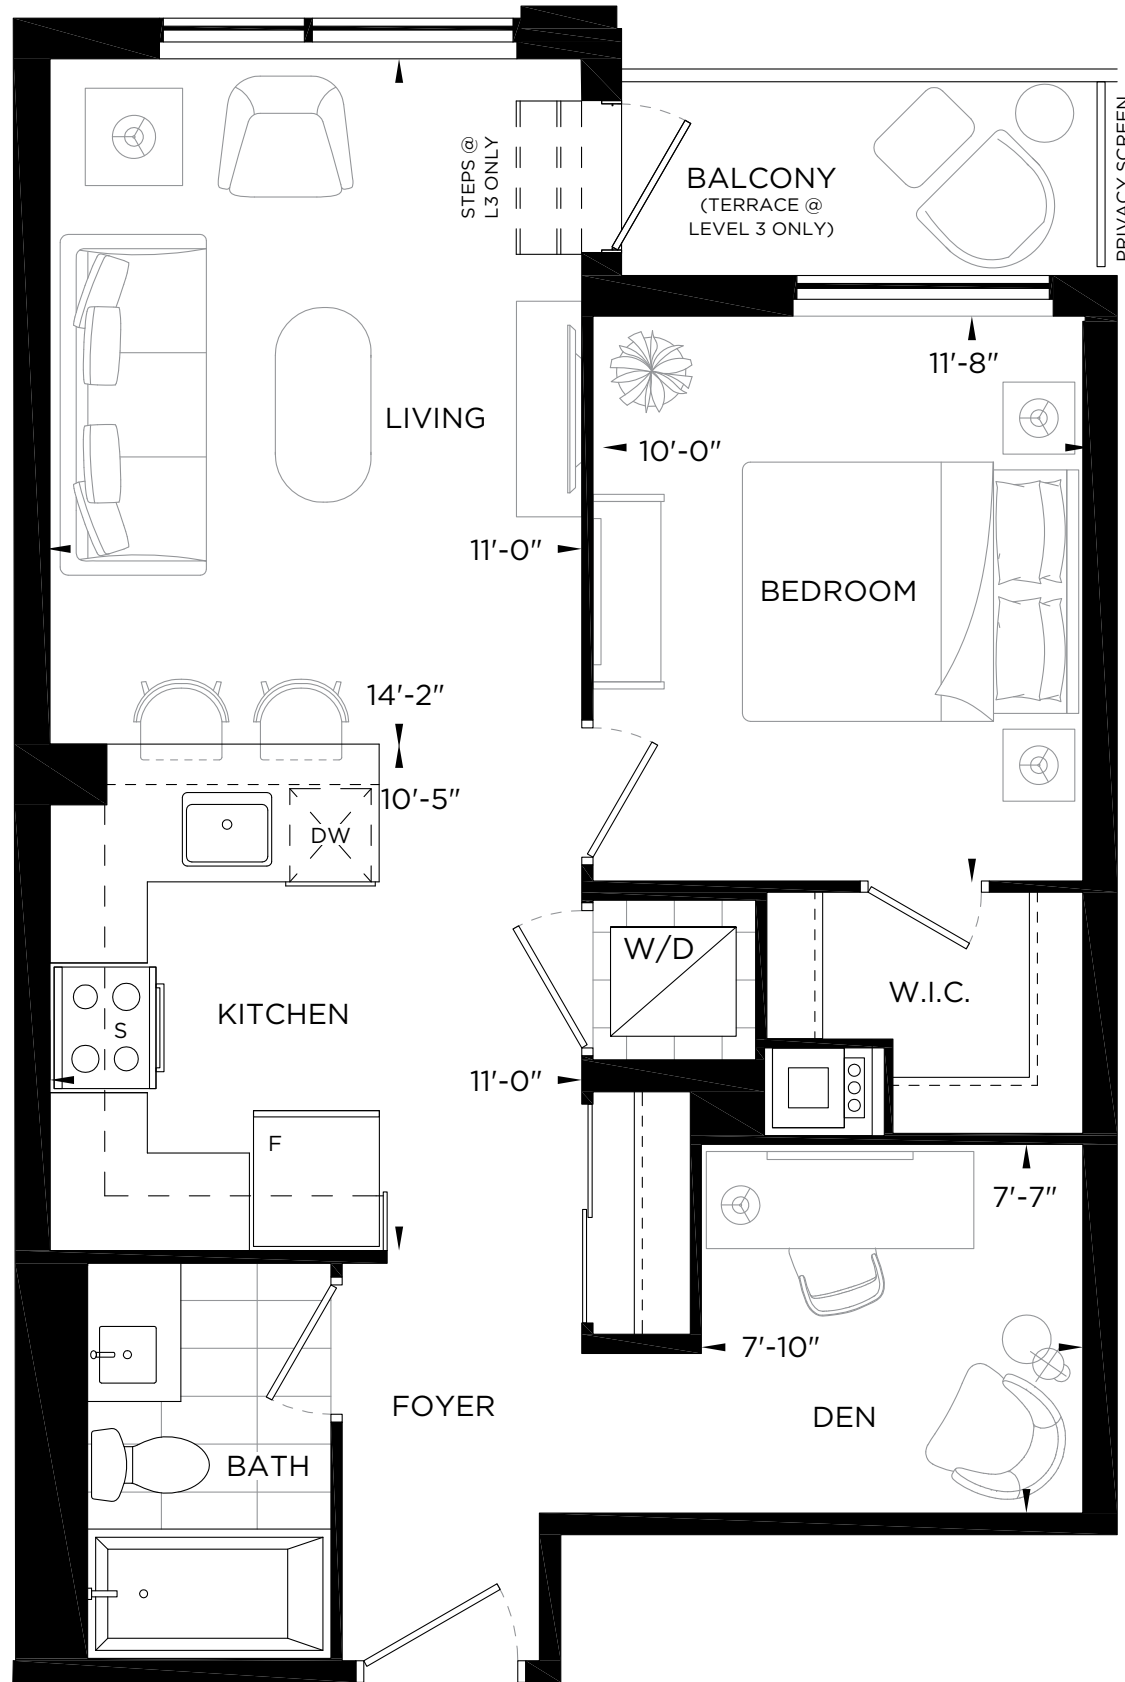 STEPS @
L3 ONLY
BALCONY
(TERRACE @
LEVEL 3 ONLY)
PRIVACY SCREEN
11'-8"
LIVING
10'-0"
11'-0"
BEDROOM
14'-2"
10'-5"
DW
W/D
W.I.C.
KITCHEN
S
11'-0"
F
7'-7"
7'-10"
FOYER
DEN
BATH